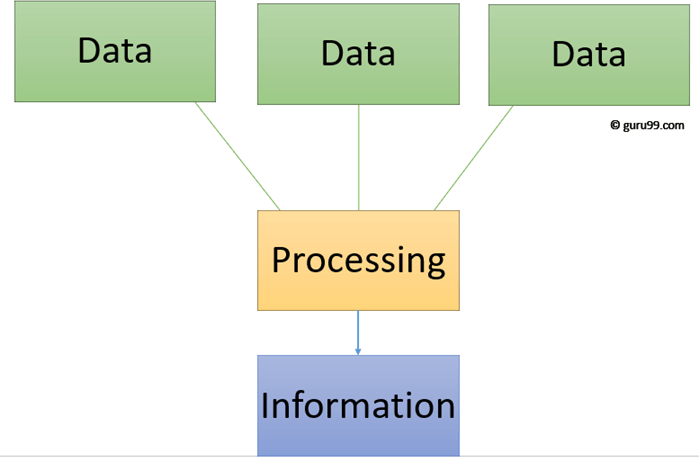 Data
Data
Data
© guru99.com
Processing
Information